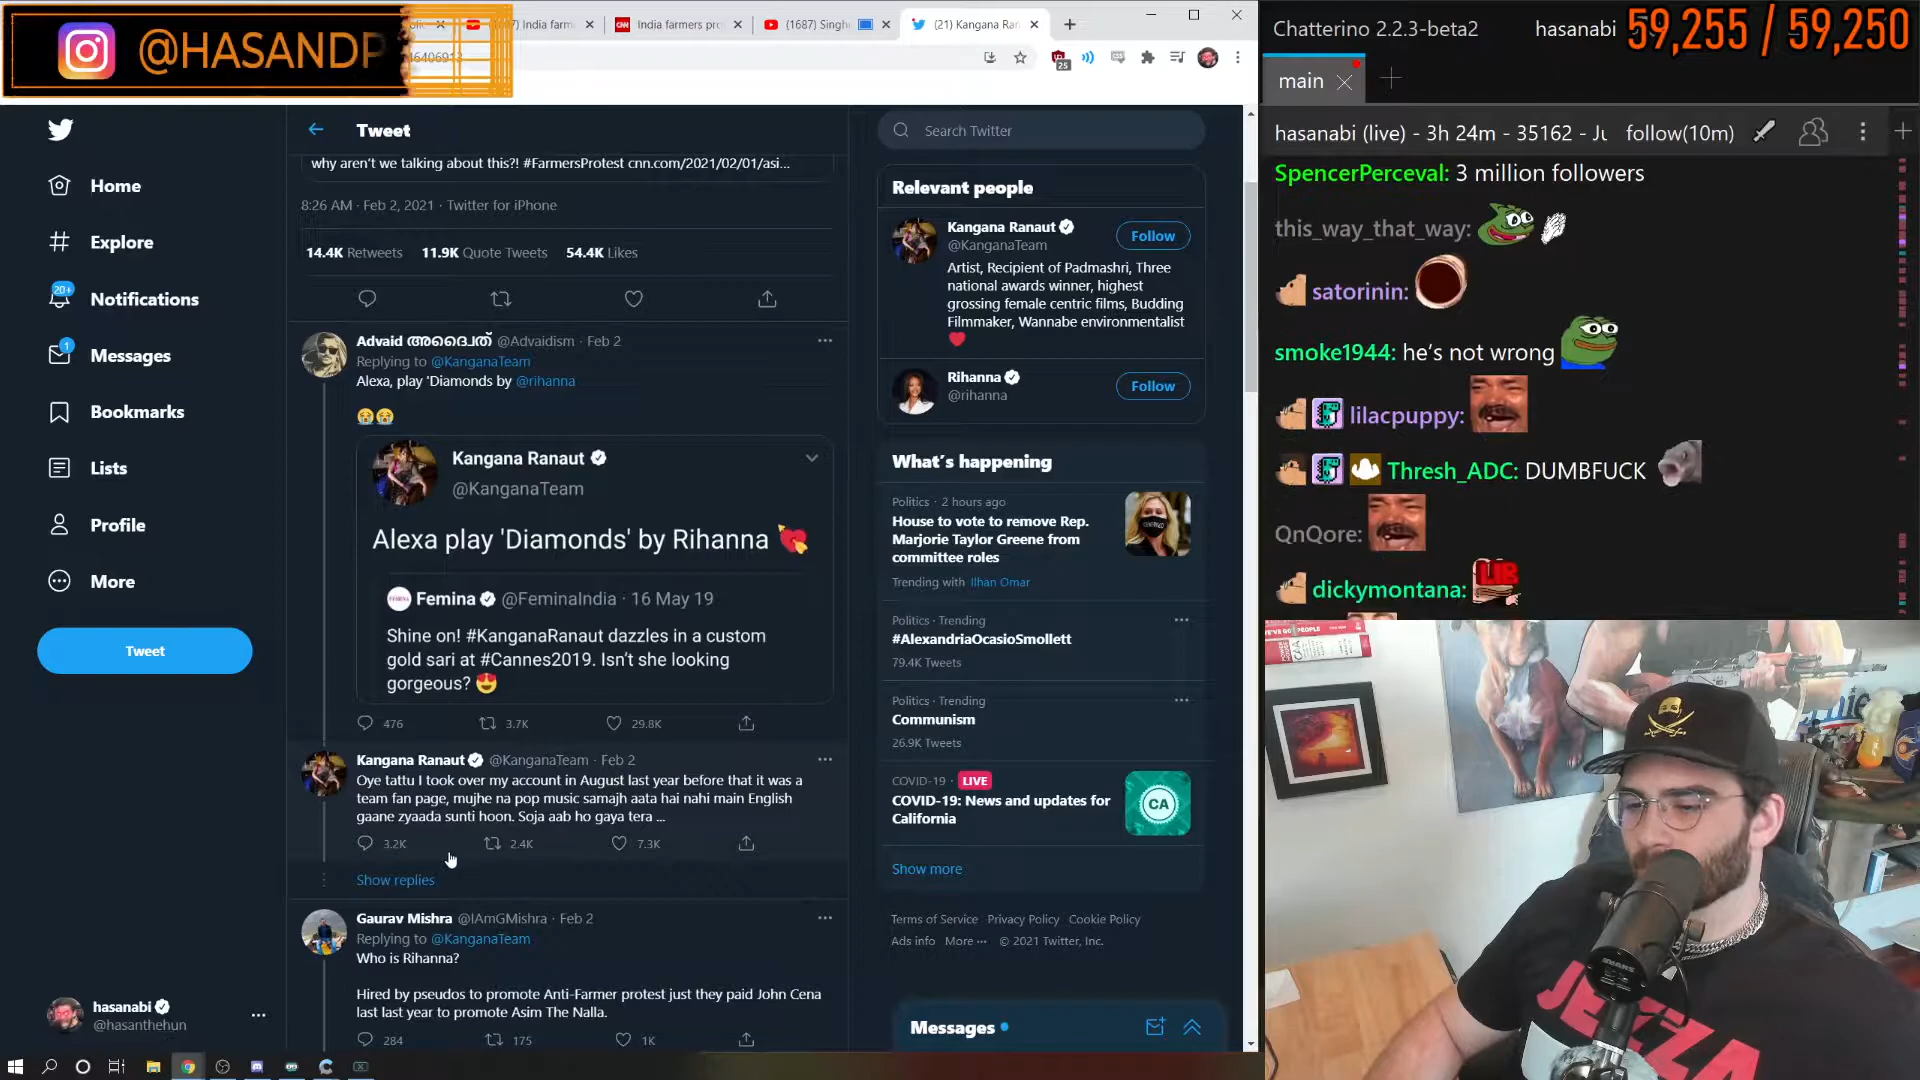 @HASANDP
India farm
India farmers pro
(1687) Singh
(21) Kangana Ran
4640691
25
Tweet
why aren't we talking about this?! #FarmersProtest cnn.com/2021/02/01/asi...
8:26 AM · Feb 2, 2021 · Twitter for iPhone
14.4K Retweets 11.9K Quote Tweets 54.4K Likes
Home
Explore
20+
Notifications
1
Messages
Bookmarks
Lists
Profile
More
Tweet
hasanabi
@hasanthehun
Advaid അദ്വൈത് @Advaidism · Feb 2
Replying to @KanganaTeam
Alexa, play 'Diamonds by @rihanna
😭😭
Kangana Ranaut
@KanganaTeam
Alexa play 'Diamonds' by Rihanna 💘
Femina @FeminaIndia · 16 May 19
Shine on! #KanganaRanaut dazzles in a custom
gold sari at #Cannes2019. Isn't she looking
gorgeous? 😍
476 3.7K 29.8K
Kangana Ranaut @KanganaTeam · Feb 2
Oye tattu I took over my account in August last year before that it was a
team fan page, mujhe na pop music samajh aata hai nahi main English
gaane zyaada sunti hoon. Soja aab ho gaya tera ...
3.2K 2.4K 7.3K
Show replies
Gaurav Mishra @IAmGMishra · Feb 2
Replying to @KanganaTeam
Who is Rihanna?
Hired by pseudos to promote Anti-Farmer protest just they paid John Cena
last last year to promote Asim The Nalla.
284 175 1K
Search Twitter
Relevant people
Kangana Ranaut
@KanganaTeam
Follow
Artist, Recipient of Padmashri, Three
national awards winner, highest
grossing female centric films, Budding
Filmmaker, Wannabe environmentalist
❤️
Rihanna
@rihanna
Follow
What's happening
Politics · 2 hours ago
House to vote to remove Rep.
Marjorie Taylor Greene from
committee roles
Trending with Ilhan Omar
Politics · Trending
#AlexandriaOcasioSmollett
79.4K Tweets
Politics · Trending
Communism
26.9K Tweets
COVID-19 · LIVE
COVID-19: News and updates for
California
CA
Show more
Terms of Service Privacy Policy Cookie Policy
Ads info More ··· © 2021 Twitter, Inc.
Messages
Chatterino 2.2.3-beta2
hasanabi
59,255 / 59,250
main
hasanabi (live) - 3h 24m - 35162 - Ju
follow(10m)
SpencerPerceval: 3 million followers
this_way_that_way:
satorinin:
smoke1944: he's not wrong
lilacpuppy:
Thresh_ADC: DUMBFUCK
QnQore:
dickymontana:
LIB